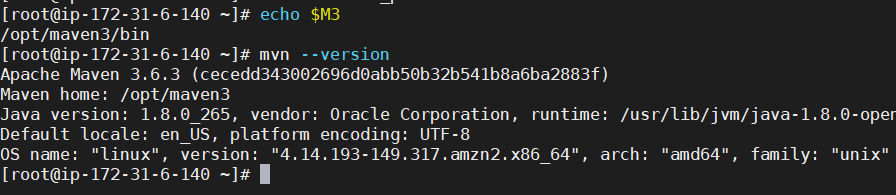 [root@ip-172-31-6-140 ~]# echo $M3
/opt/maven3/bin
[root@ip-172-31-6-140 ~]# mvn --version
Apache Maven 3.6.3 (cecedd343002696d0abb50b32b541b8a6ba2883f)
Maven home: /opt/maven3
Java version: 1.8.0_265, vendor: Oracle Corporation, runtime: /usr/lib/jvm/java-1.8.0-open
Default locale: en_US, platform encoding: UTF-8
OS name: "linux", version: "4.14.193-149.317.amzn2.x86_64", arch: "amd64", family: "unix"
[root@ip-172-31-6-140 ~]#